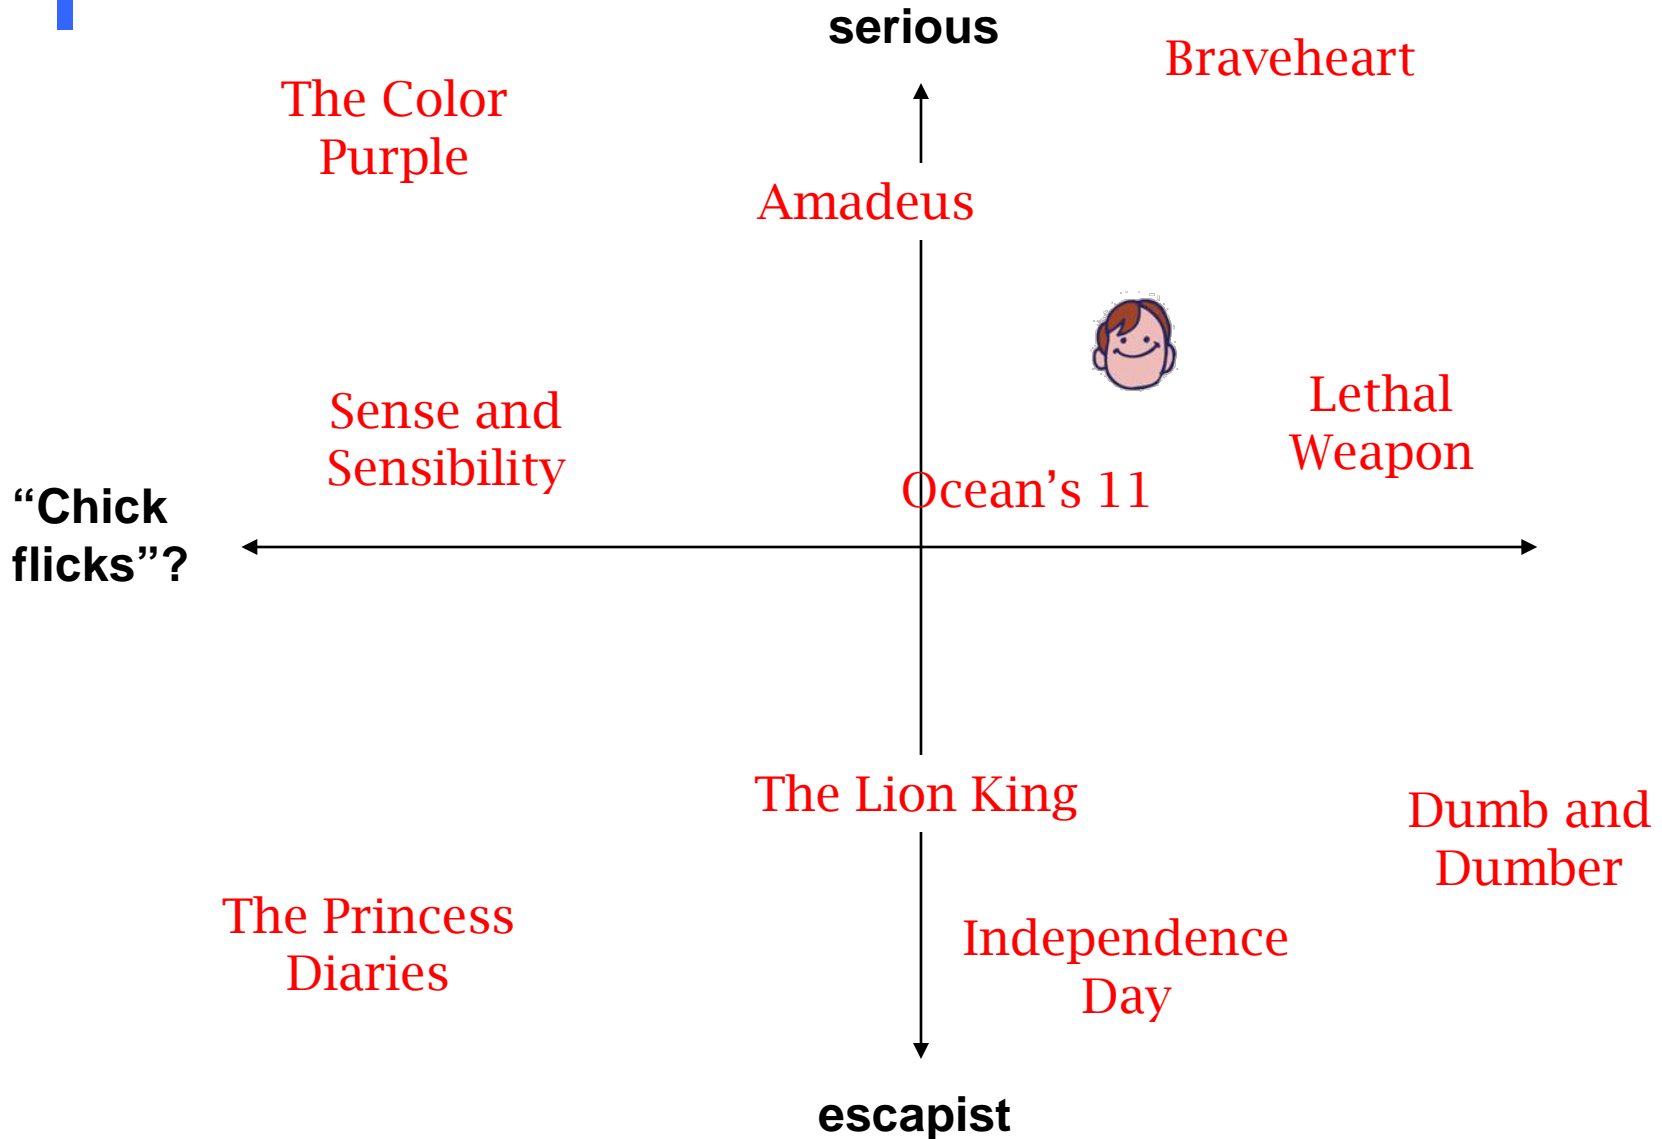 serious
Braveheart
The Color
Purple
Amadeus
Lethal
Weapon
Sense and
Sensibility
Ocean’s 11
“Chick
flicks”?
The Lion King
Dumb and
Dumber
The Princess
Diaries
Independence
Day
escapist